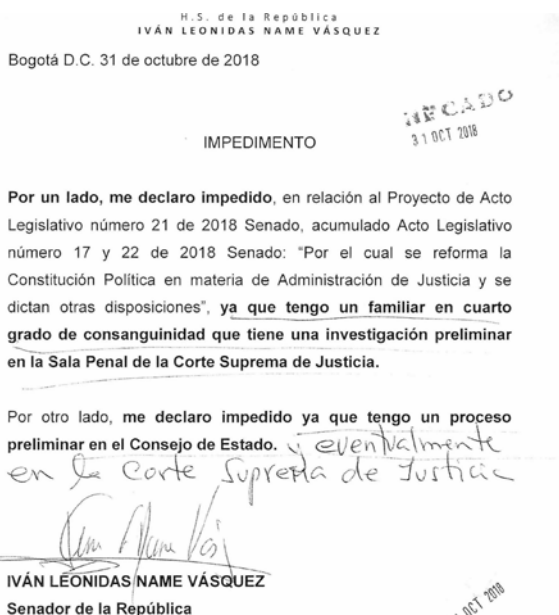 H.S. de la República
IVÁN LEONIDAS NAME VÁSQUEZ
Bogotá D.C. 31 de octubre de 2018
31 OCT 2018
IMPEDIMENTO
Por un lado, me declaro impedido, en relación al Proyecto de Acto
Legislativo número 21 de 2018 Senado, acumulado Acto Legislativo
número 17 y 22 de 2018 Senado: "Por el cual se reforma la
Constitución Política en materia de Administración de Justicia y se
dictan otras disposiciones", ya que tengo un familiar en cuarto
grado de consanguinidad que tiene una investigación preliminar
en la Sala Penal de la Corte Suprema de Justicia.
Por otro lado, me declaro impedido ya que tengo un proceso
preliminar en el Consejo de Estado. y eventualmente
en la Corte Suprema de Justicia
IVÁN LEONIDAS NAME VÁSQUEZ
Senador de la República
OCT 2018